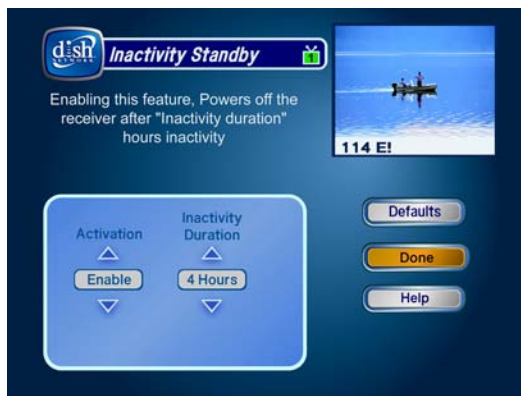 dish
NETWORK
Inactivity Standby
1
Enabling this feature, Powers off the
receiver after "Inactivity duration"
hours inactivity
114 E!
Activation
Inactivity
Duration
Enable
4 Hours
Defaults
Done
Help